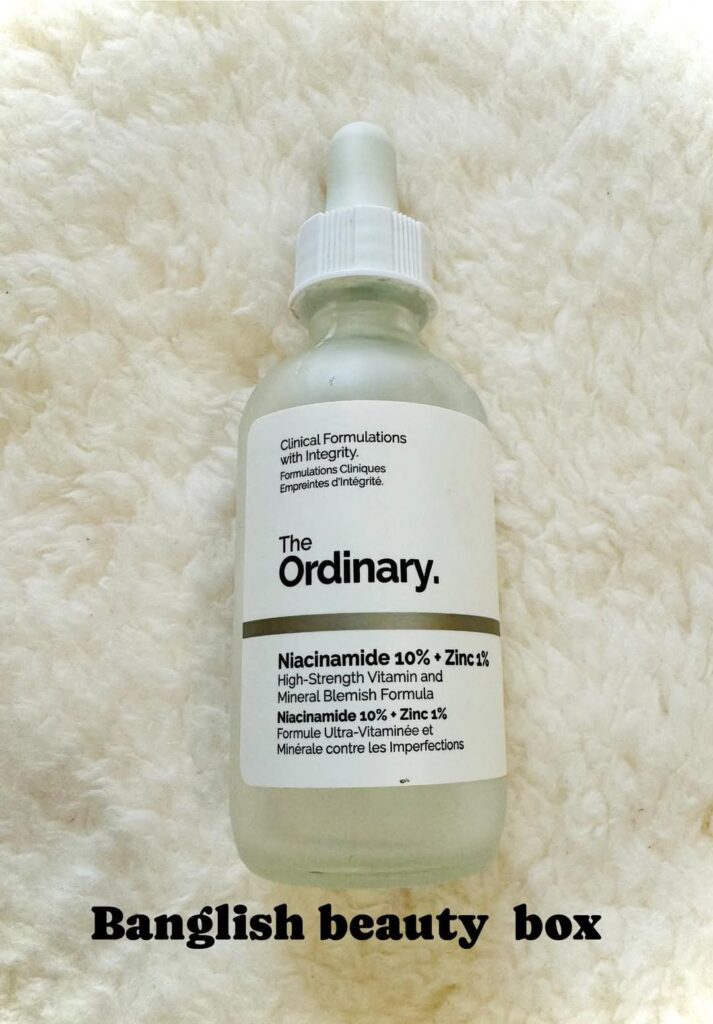 Clinical Formulations
with Integrity.
Formulations Cliniques
Empreintes d'Intégrité.
The
Ordinary.
Niacinamide 10% + Zinc 1%
High-Strength Vitamin and
Mineral Blemish Formula
Niacinamide 10% + Zinc 1%
Formule Ultra-Vitaminée et
Minérale contre les Imperfections
Banglish beauty box